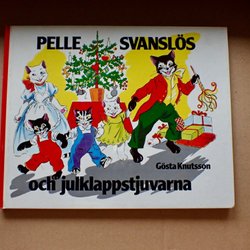 PELLE SVANSLÖS
Gösta Knutsson
och julklappstjuvarna